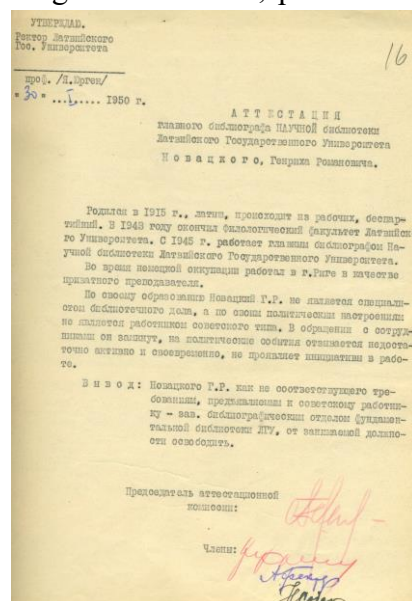 УТВЕРЖДАЮ.
Ректор Латвийского
Гос. Университета
проф. /П.Юрген/
"30" ...I..... 1950 г.
16
АТТЕСТАЦИЯ
главного библиографа НАУЧНОЙ библиотеки
Латвийского Государственного Университета
Новацкого, Генриха Романовича.
Родился в 1915 г., латыш, происходит из рабочих, беспар-
тийный. В 1943 году окончил филологический факультет Латвийск
го Университета. С 1945 г. работает главным библиографом На-
учной библиотеки Латвийского Государственного Университета.
Во время немецкой оккупации работал в г.Риге в качестве
приватного преподавателя.
По своему образованию Новацкий Г.Р. не является специали-
стом библиотечного дела, а по своим политическим настроениям
не является работником советского типа. В обращении с сотруд-
никами он замкнут, на политические события отзывается недоста-
точно активно и своевременно, не проявляет инициативы в рабо-
те.
Вывод: Новацкого Г.Р. как не соответствующего тре-
бованиям, предъявляемым к советскому работни-
ку – зав. библиографическим отделом фундамен-
тальной библиотеки ЛГУ, от занимаемой должно-
сти освободить.
Председатель аттестационной
комиссии:
Члены: